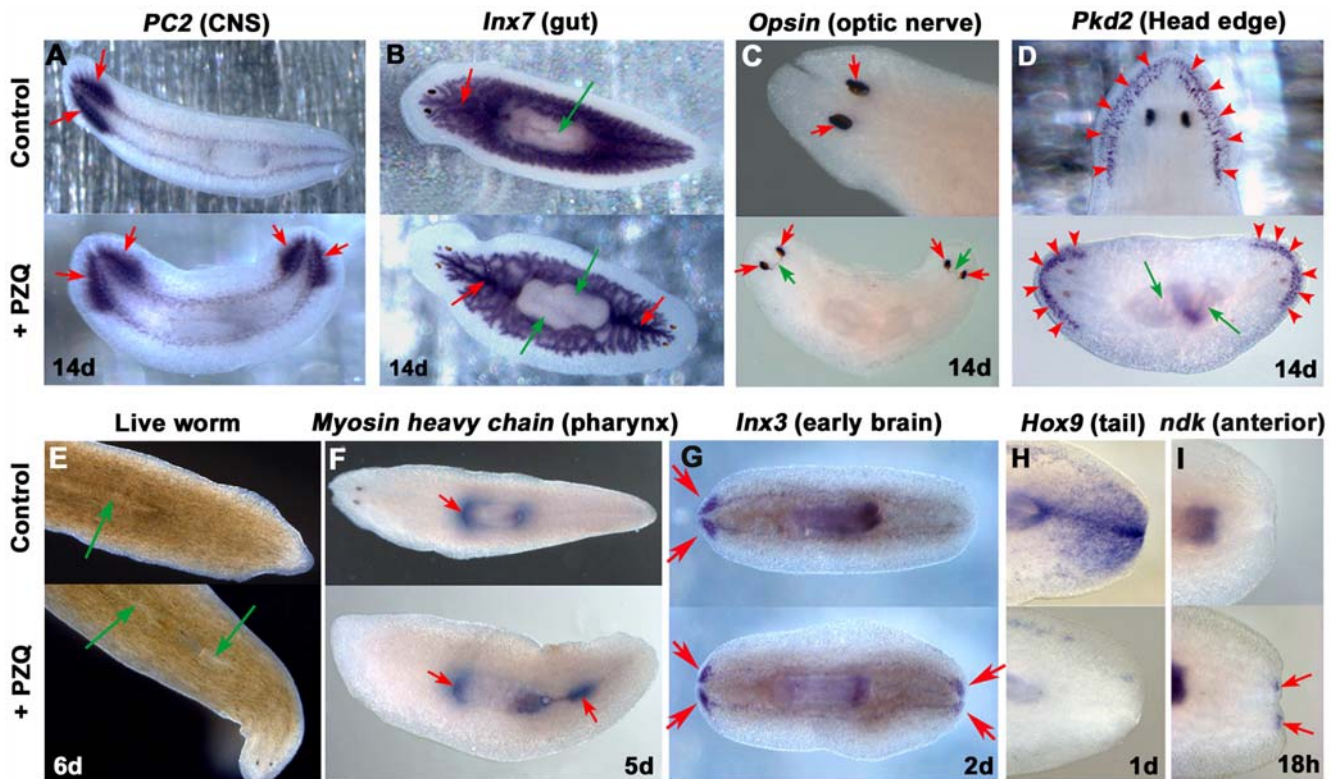 PC2 (CNS)
Inx7 (gut)
Opsin (optic nerve)
Pkd2 (Head edge)
Control
+ PZQ
A
B
C
D
14d
14d
14d
14d
Live worm
Myosin heavy chain (pharynx)
Inx3 (early brain)
Hox9 (tail)
ndk (anterior)
Control
+ PZQ
E
F
G
H
I
6d
5d
2d
1d
18h